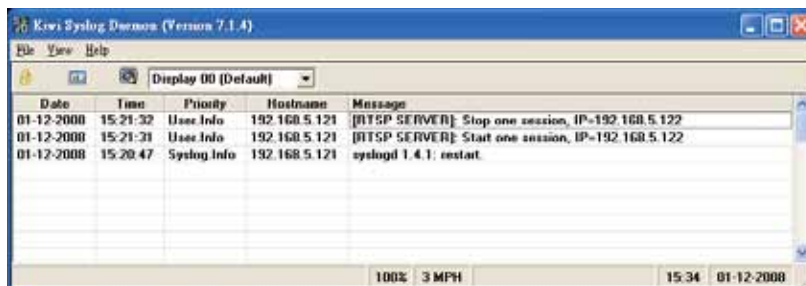 Kiwi Syslog Daemon (Version 7.1.4)
File View Help
Display 00 (Default)
Date Time Priority Hostname Message
01-12-2008 15:21:32 User.Info 192.168.5.121 [RTSP SERVER]: Stop one session, IP=192.168.5.122
01-12-2008 15:21:31 User.Info 192.168.5.121 [RTSP SERVER]: Start one session, IP=192.168.5.122
01-12-2008 15:20:47 Syslog.Info 192.168.5.121 syslogd 1.4.1: restart.
100% 3 MPH 15:34 01-12-2008